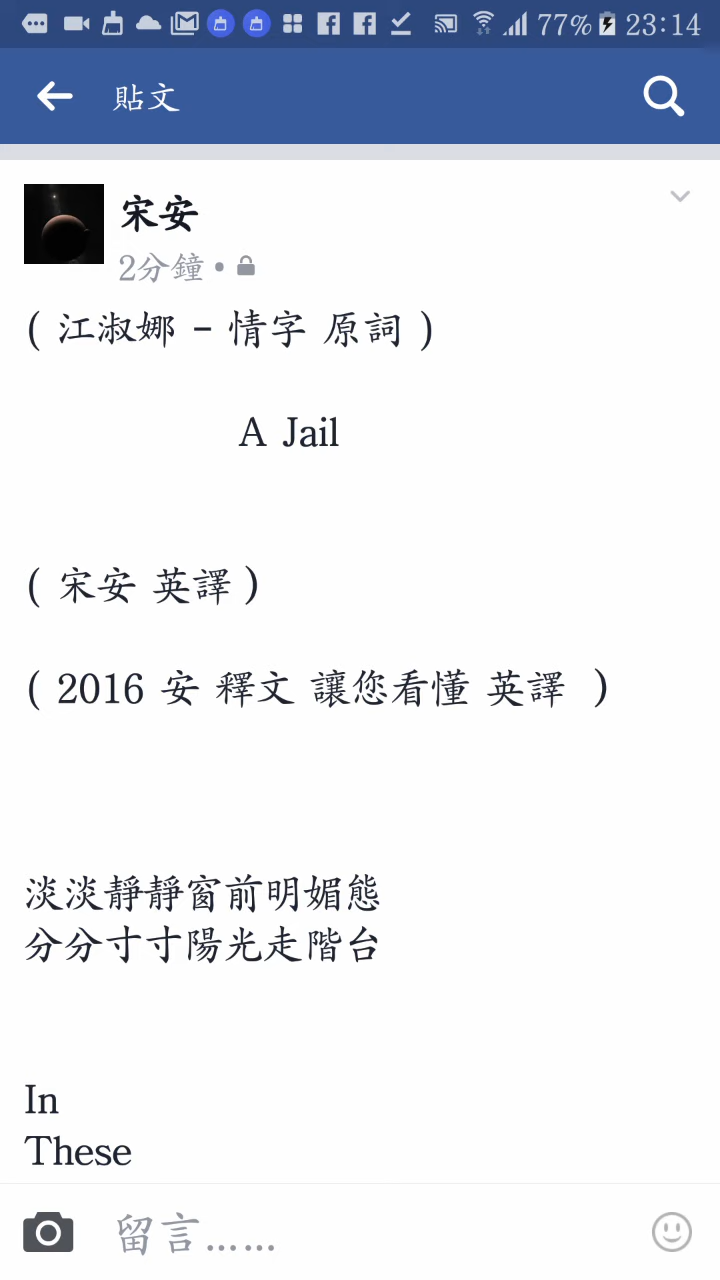 77% 23:14
貼文
宋安
2分鐘 •
( 江淑娜 - 情字 原詞 )
A Jail
( 宋安 英譯 )
( 2016 安 釋文 讓您看懂 英譯 )
淡淡靜靜窗前明媚態
分分寸寸陽光走階台
In
These
留言……